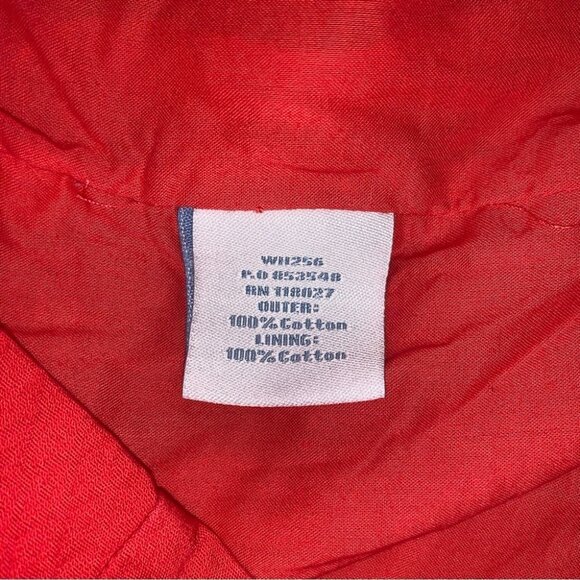 WH256
P.O 853548
RN 118027
OUTER:
100% Cotton
LINING:
100% Cotton